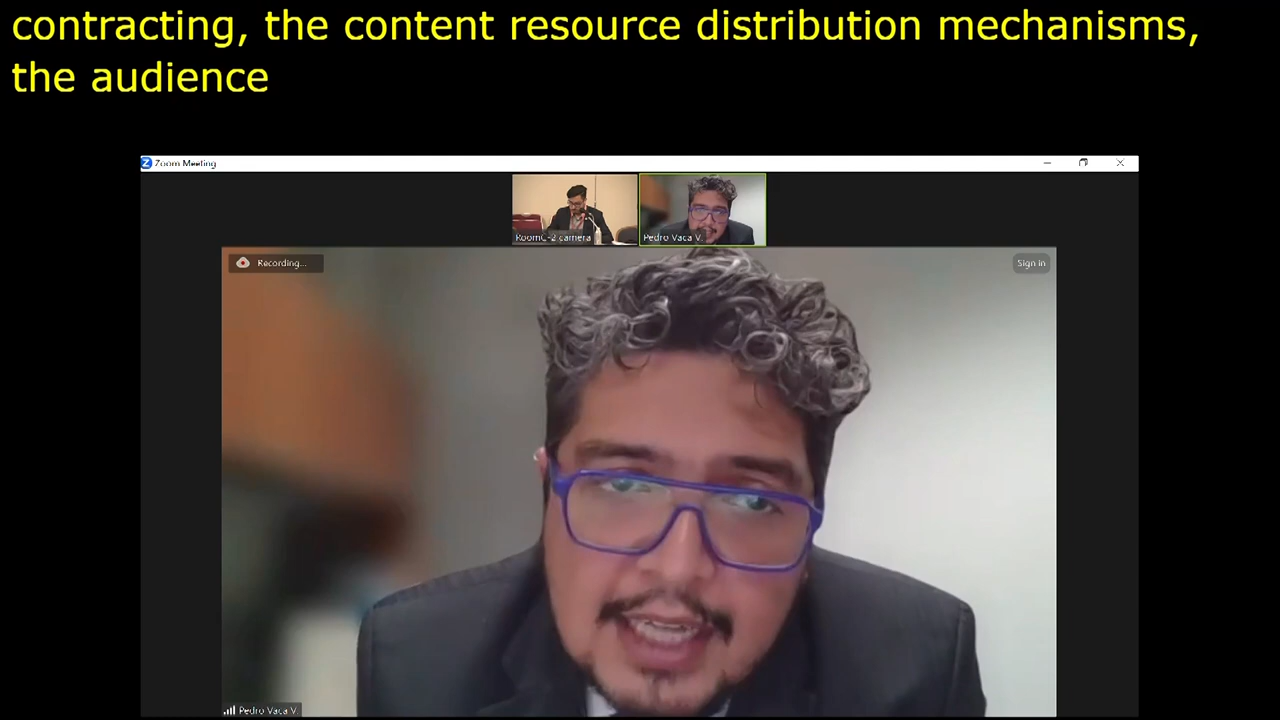 contracting, the content resource distribution mechanisms,
the audience
Zoom Meeting
RoomC-2 camera
Pedro Vaca V.
Recording...
Sign in
Pedro Vaca V.